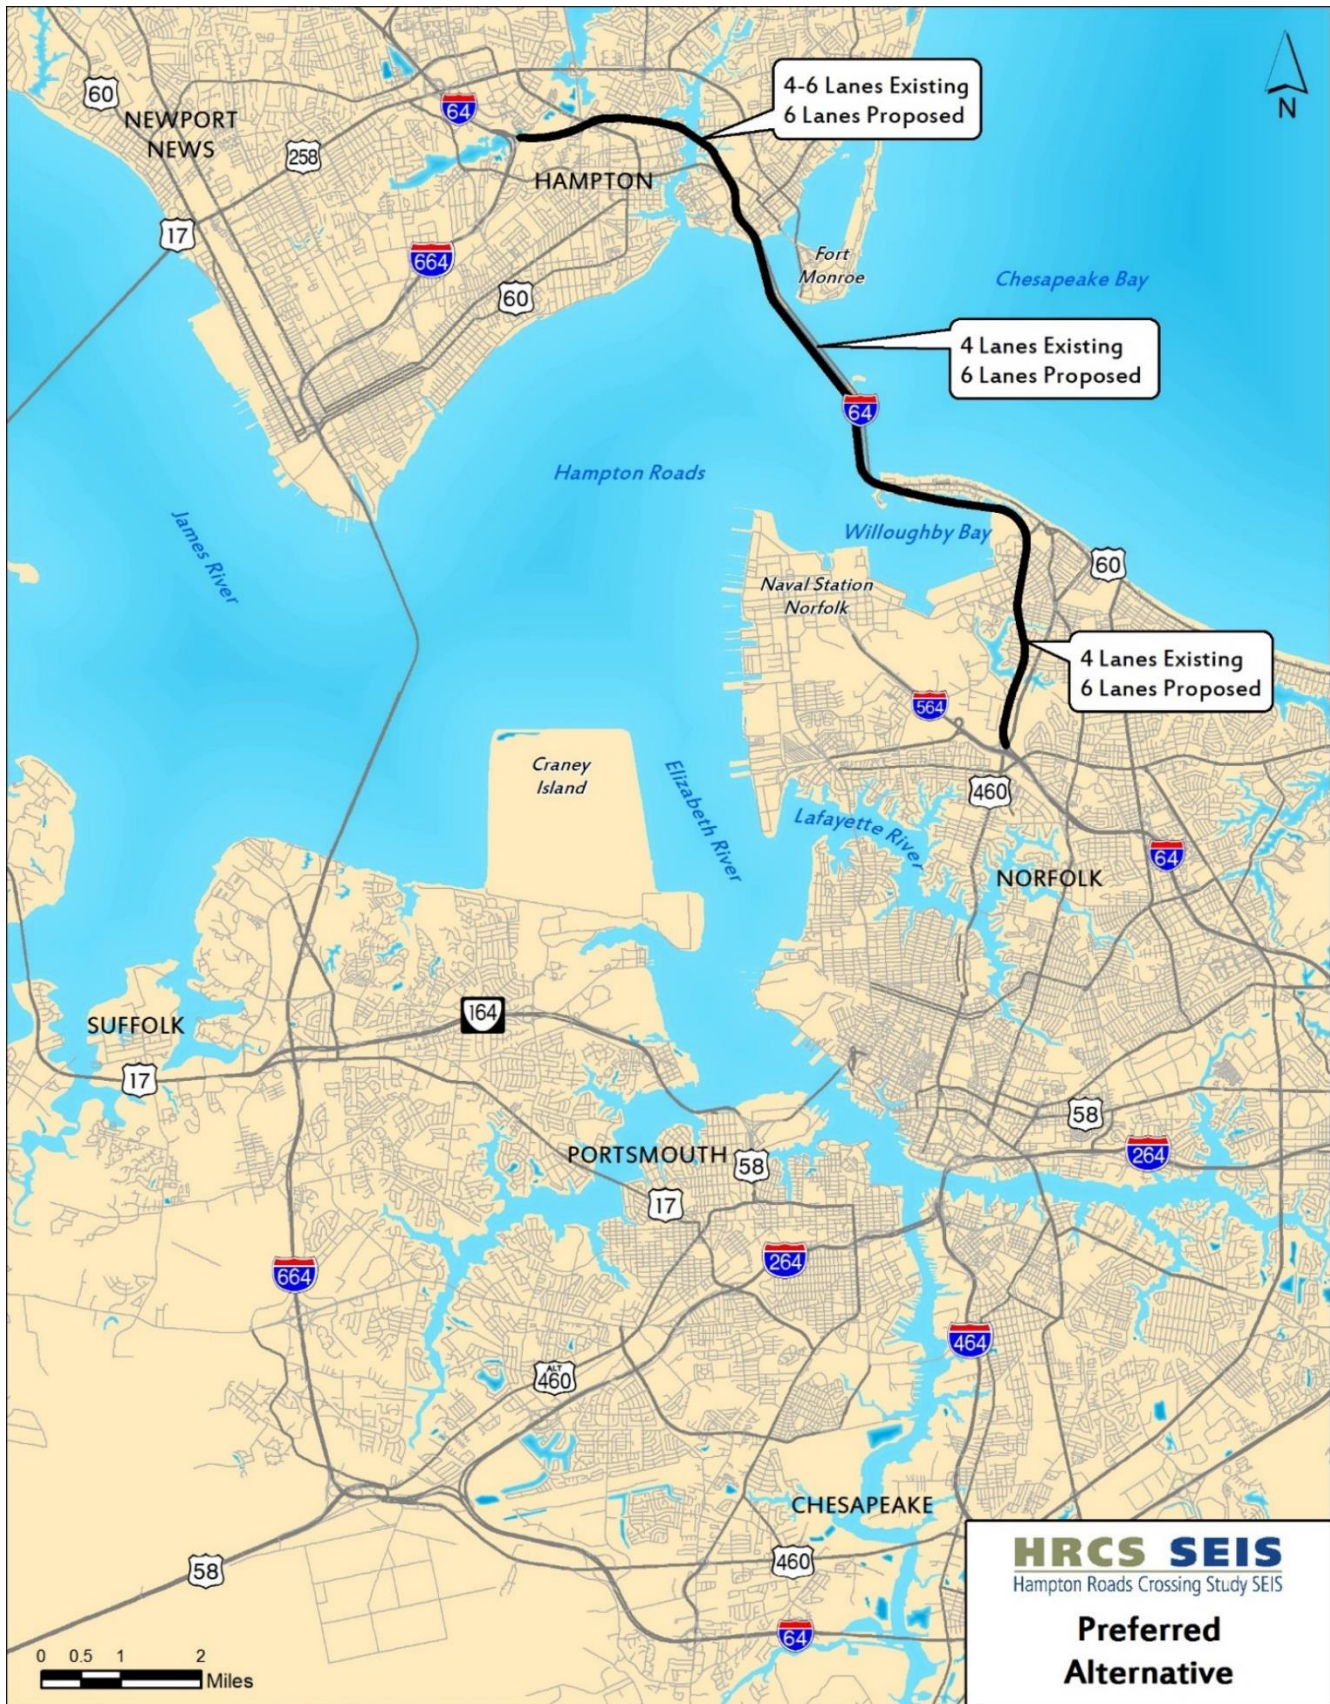 60
NEWPORT
NEWS
64
258
17
664
60
HAMPTON
4-6 Lanes Existing
6 Lanes Proposed
N
Fort
Monroe
Chesapeake Bay
4 Lanes Existing
6 Lanes Proposed
64
Hampton Roads
James River
Willoughby Bay
60
Naval Station
Norfolk
4 Lanes Existing
6 Lanes Proposed
564
Craney
Island
Elizabeth River
460
Lafayette River
64
NORFOLK
164
SUFFOLK
17
58
PORTSMOUTH
58
264
17
264
664
464
ALT
460
CHESAPEAKE
460
58
64
0 0.5 1 2
Miles
HRCS SEIS
Hampton Roads Crossing Study SEIS
Preferred
Alternative